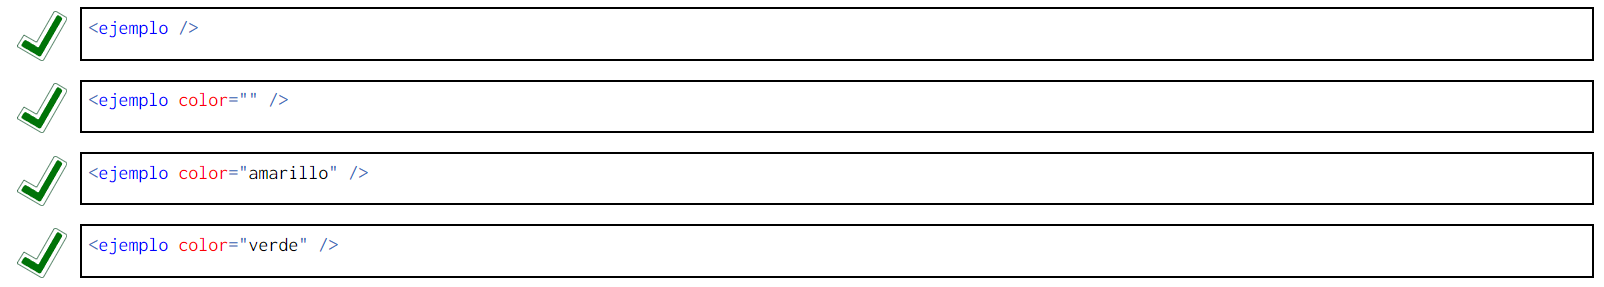 <ejemplo />
<ejemplo color="" />
<ejemplo color="amarillo" />
<ejemplo color="verde" />